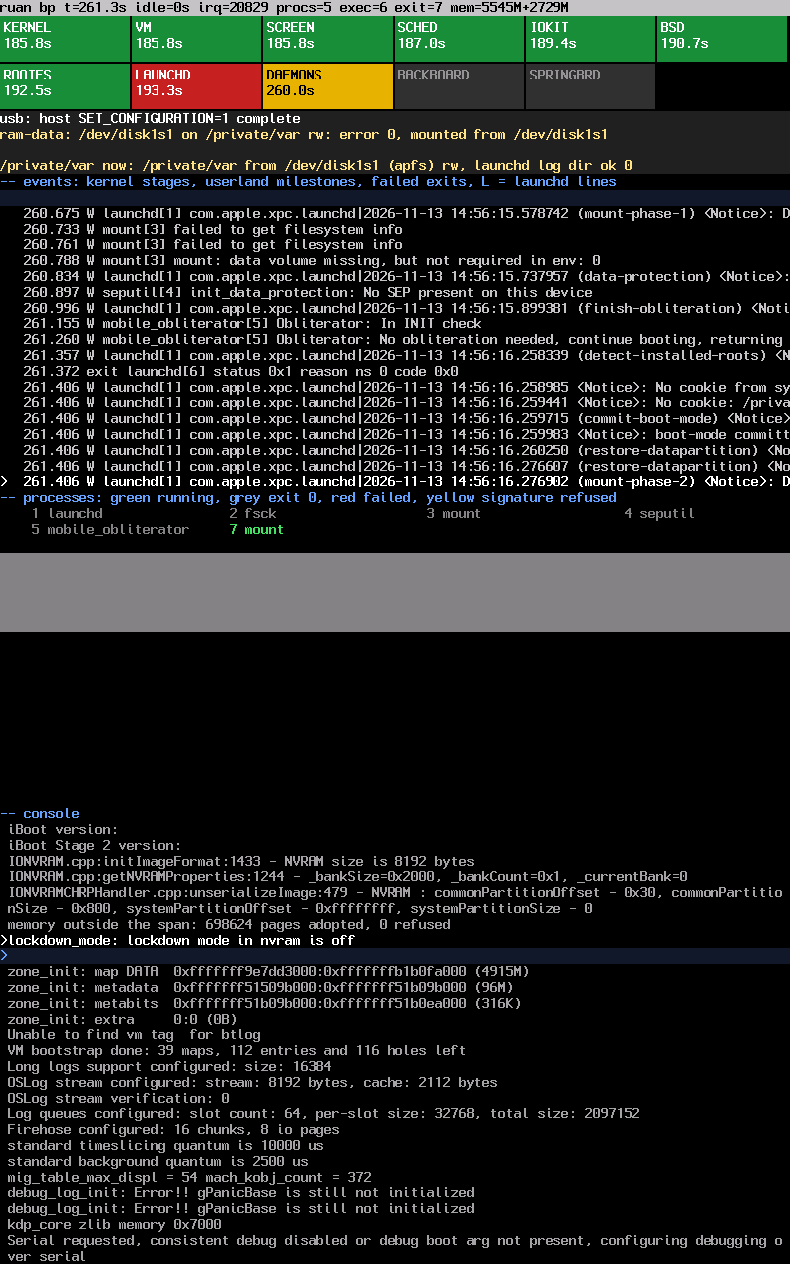 ruan bp t=261.3s idle=0s irq=20829 procs=5 exec=6 exit=7 mem=5545M+2729M
KERNEL VM SCREEN SCHED IOKIT BSD
185.8s 185.8s 185.8s 187.0s 189.4s 190.7s
ROOTFS LAUNCHD DAEMONS BACKBOARD SPRINGBRD
192.5s 193.3s 260.0s
usb: host SET_CONFIGURATION=1 complete
ram-data: /dev/disk1s1 on /private/var rw: error 0, mounted from /dev/disk1s1
/private/var now: /private/var from /dev/disk1s1 (apfs) rw, launchd log dir ok 0
-- events: kernel stages, userland milestones, failed exits, L = launchd lines
260.675 W launchd[1] com.apple.xpc.launchd|2026-11-13 14:56:15.578742 (mount-phase-1) <Notice>: D
260.733 W mount[3] failed to get filesystem info
260.761 W mount[3] failed to get filesystem info
260.788 W mount[3] mount: data volume missing, but not required in env: 0
260.834 W launchd[1] com.apple.xpc.launchd|2026-11-13 14:56:15.737957 (data-protection) <Notice>:
260.897 W seputil[4] init_data_protection: No SEP present on this device
260.996 W launchd[1] com.apple.xpc.launchd|2026-11-13 14:56:15.899381 (finish-obliteration) <Noti
261.155 W mobile_obliterator[5] Obliterator: In INIT check
261.260 W mobile_obliterator[5] Obliterator: No obliteration needed, continue booting, returning
261.357 W launchd[1] com.apple.xpc.launchd|2026-11-13 14:56:16.258339 (detect-installed-roots) <N
261.372 exit launchd[6] status 0x1 reason ns 0 code 0x0
261.406 W launchd[1] com.apple.xpc.launchd|2026-11-13 14:56:16.258985 <Notice>: No cookie from sy
261.406 W launchd[1] com.apple.xpc.launchd|2026-11-13 14:56:16.259441 <Notice>: No cookie: /priva
261.406 W launchd[1] com.apple.xpc.launchd|2026-11-13 14:56:16.259715 (commit-boot-mode) <Notice>
261.406 W launchd[1] com.apple.xpc.launchd|2026-11-13 14:56:16.259983 <Notice>: boot-mode committ
261.406 W launchd[1] com.apple.xpc.launchd|2026-11-13 14:56:16.260250 (restore-datapartition) <No
261.406 W launchd[1] com.apple.xpc.launchd|2026-11-13 14:56:16.276607 (restore-datapartition) <No
> 261.406 W launchd[1] com.apple.xpc.launchd|2026-11-13 14:56:16.276902 (mount-phase-2) <Notice>: D
-- processes: green running, grey exit 0, red failed, yellow signature refused
1 launchd 2 fsck 3 mount 4 seputil
5 mobile_obliterator 7 mount
-- console
iBoot version:
iBoot Stage 2 version:
IONVRAM.cpp:initImageFormat:1433 - NVRAM size is 8192 bytes
IONVRAM.cpp:getNVRAMProperties:1244 - _bankSize=0x2000, _bankCount=0x1, _currentBank=0
IONVRAMCHRPHandler.cpp:unserializeImage:479 - NVRAM : commonPartitionOffset - 0x30, commonPartitio
nSize - 0x800, systemPartitionOffset - 0xffffffff, systemPartitionSize - 0
memory outside the span: 698624 pages adopted, 0 refused
>lockdown_mode: lockdown mode in nvram is off
>
zone_init: map DATA 0xfffffff9e7dd3000:0xfffffffb1b0fa000 (4915M)
zone_init: metadata 0xfffffff51509b000:0xfffffff51b09b000 (96M)
zone_init: metabits 0xfffffff51b09b000:0xfffffff51b0ea000 (316K)
zone_init: extra 0:0 (0B)
Unable to find vm tag for btlog
VM bootstrap done: 39 maps, 112 entries and 116 holes left
Long logs support configured: size: 16384
OSLog stream configured: stream: 8192 bytes, cache: 2112 bytes
OSLog stream verification: 0
Log queues configured: slot count: 64, per-slot size: 32768, total size: 2097152
Firehose configured: 16 chunks, 8 io pages
standard timeslicing quantum is 10000 us
standard background quantum is 2500 us
mig_table_max_displ = 54 mach_kobj_count = 372
debug_log_init: Error!! gPanicBase is still not initialized
debug_log_init: Error!! gPanicBase is still not initialized
kdp_core zlib memory 0x7000
Serial requested, consistent debug disabled or debug boot arg not present, configuring debugging o
ver serial